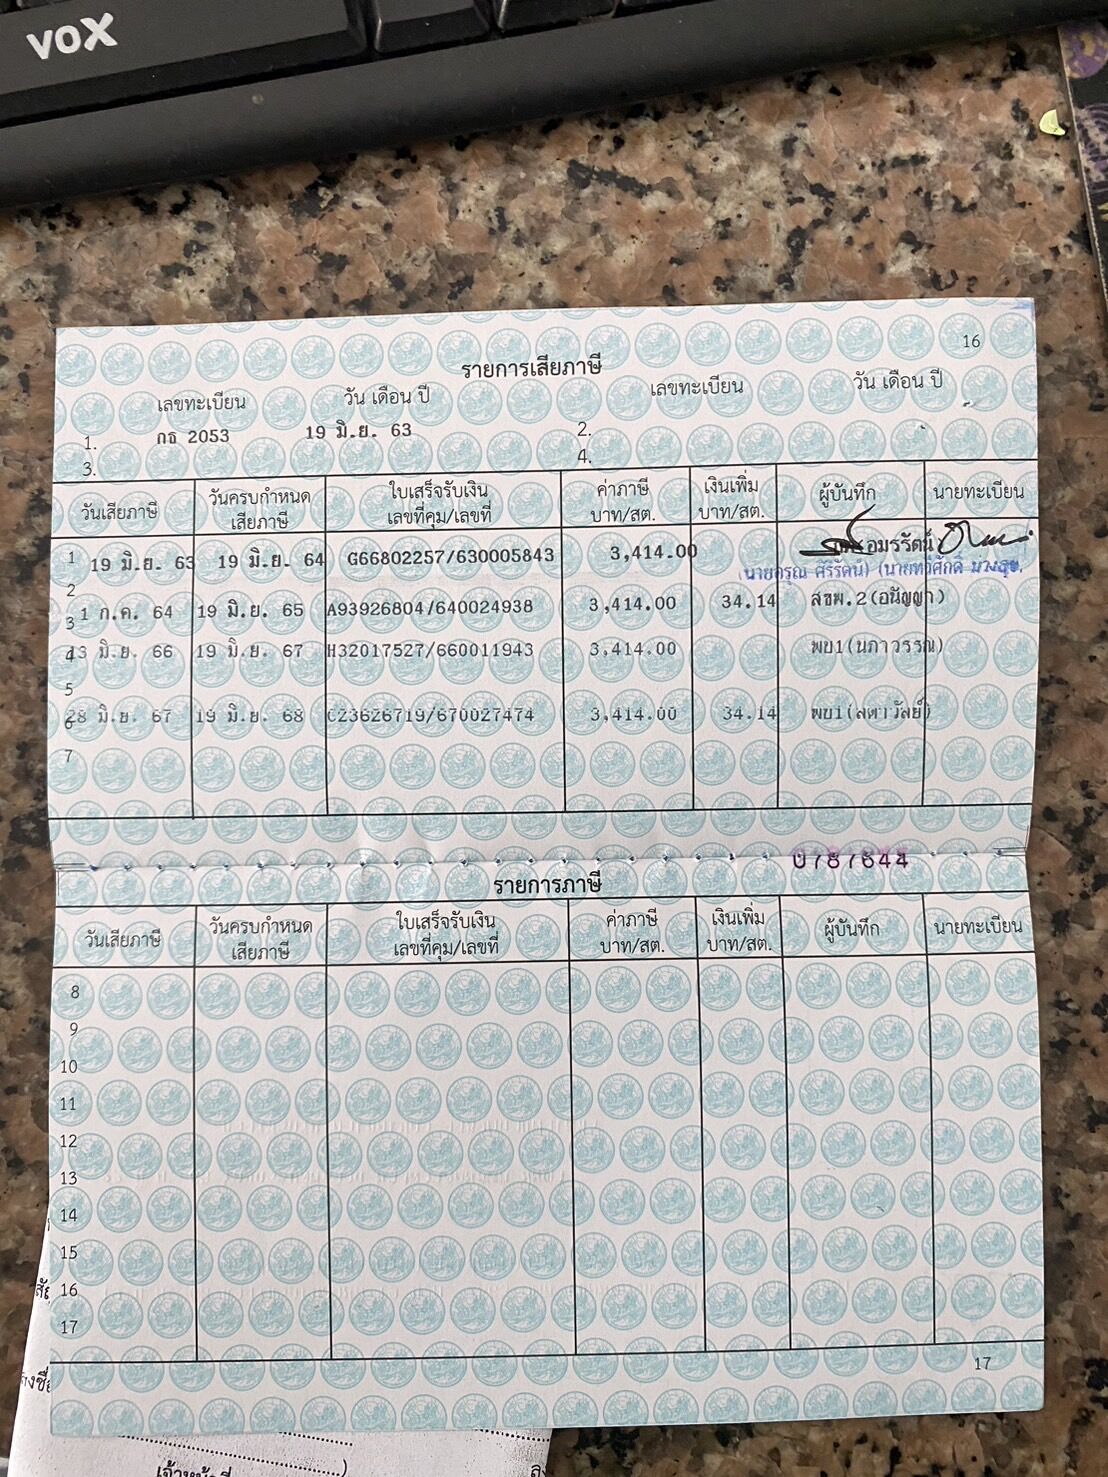 VOX
16
รายการเสียภาษี
เลขทะเบียน วัน เดือน ปี เลขทะเบียน วัน เดือน ปี
1. กธ 2053 19 มิ.ย. 63 2.
3. 4.
วันเสียภาษี วันครบกำหนด เสียภาษี ใบเสร็จรับเงิน เลขที่คุม/เลขที่ ค่าภาษี บาท/สต. เงินเพิ่ม บาท/สต. ผู้บันทึก นายทะเบียน
1 19 มิ.ย. 63 19 มิ.ย. 64 G66802257/630005843 3,414.00 อมรรัตน์
(นายอรุณ ศรีรัตน์)
2
3 1 ก.ค. 64 19 มิ.ย. 65 A93926804/640024938 3,414.00 34.14 สขพ.2(อนัญญา)
4 13 มิ.ย. 66 19 มิ.ย. 67 H32017527/660011943 3,414.00 พบ1(นภาวรรณ)
5
6 28 มิ.ย. 67 19 มิ.ย. 68 C23626719/670027474 3,414.00 34.14 พบ1(สตาวัลย์)
7
0787644
รายการภาษี
วันเสียภาษี วันครบกำหนด เสียภาษี ใบเสร็จรับเงิน เลขที่คุม/เลขที่ ค่าภาษี บาท/สต. เงินเพิ่ม บาท/สต. ผู้บันทึก นายทะเบียน
8
9
10
11
12
13
14
15
16
17
17